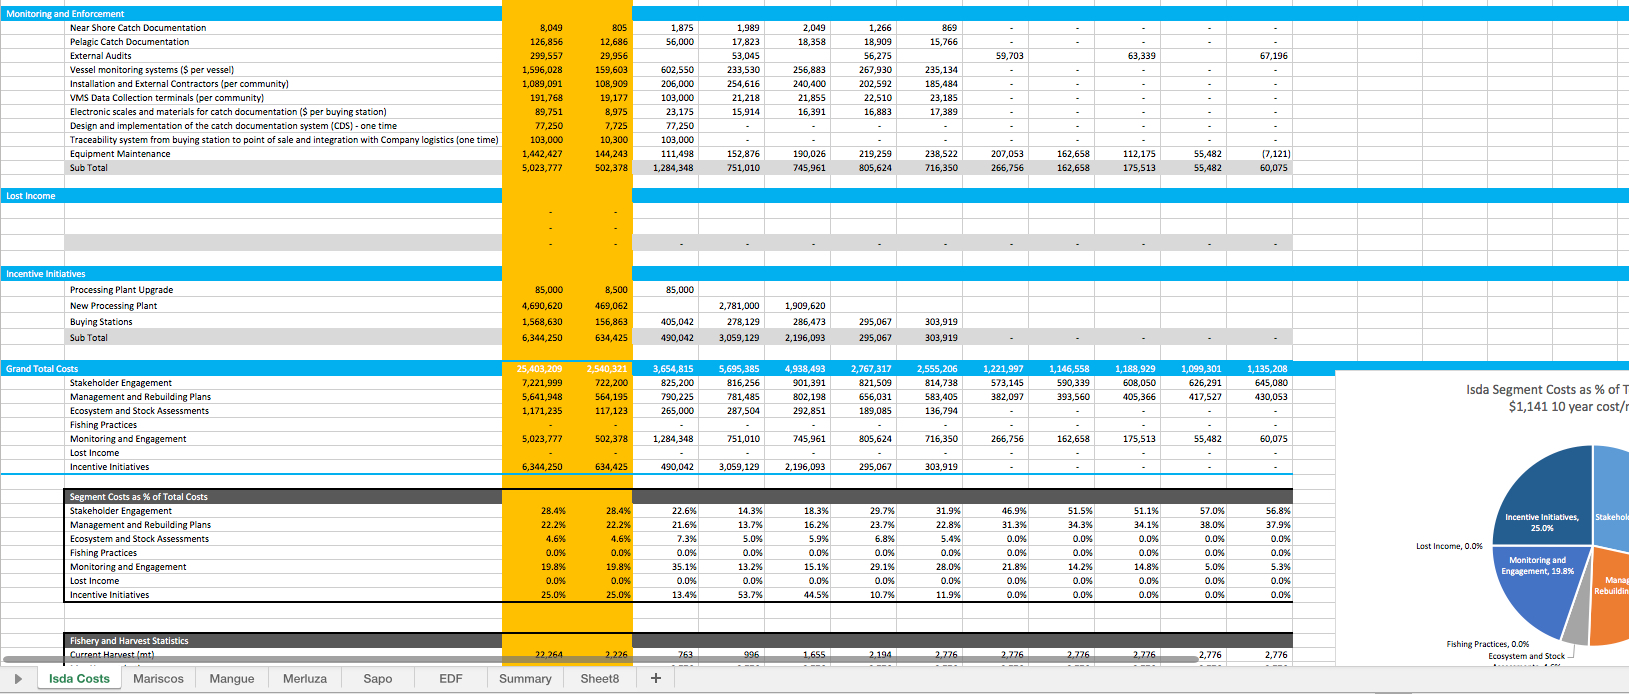 Monitoring and Enforcement
Near Shore Catch Documentation 8,049 805 1,875 1,989 2,049 1,266 869 - - - - -
Pelagic Catch Documentation 126,856 12,686 56,000 17,823 18,358 18,909 15,766 - - - - -
External Audits 299,557 29,956 53,045 56,275 59,703 63,339 67,196
Vessel monitoring systems ($ per vessel) 1,596,028 159,603 602,550 233,530 256,883 267,930 235,134 - - - - -
Installation and External Contractors (per community) 1,089,091 108,909 206,000 254,616 240,400 202,592 185,484 - - - - -
VMS Data Collection terminals (per community) 191,768 19,177 103,000 21,218 21,855 22,510 23,185 - - - - -
Electronic scales and materials for catch documentation ($ per buying station) 89,751 8,975 23,175 15,914 16,391 16,883 17,389 - - - - -
Design and implementation of the catch documentation system (CDS) - one time 77,250 7,725 77,250 - - - - - - - - -
Traceability system from buying station to point of sale and integration with Company logistics (one time) 103,000 10,300 103,000 - - - - - - - - -
Equipment Maintenance 1,442,427 144,243 111,498 152,876 190,026 219,259 238,522 207,053 162,658 112,175 55,482 (7,121)
Sub Total 5,023,777 502,378 1,284,348 751,010 745,961 805,624 716,350 266,756 162,658 175,513 55,482 60,075
Lost Income
- -
- -
- - - - - - - - - - - -
Incentive Initiatives
Processing Plant Upgrade 85,000 8,500 85,000
New Processing Plant 4,690,620 469,062 2,781,000 1,909,620
Buying Stations 1,568,630 156,863 405,042 278,129 286,473 295,067 303,919
Sub Total 6,344,250 634,425 490,042 3,059,129 2,196,093 295,067 303,919 - - - - -
Grand Total Costs 25,403,209 2,540,321 3,654,815 5,695,385 4,938,493 2,767,317 2,555,206 1,221,997 1,146,558 1,188,929 1,099,301 1,135,208
Stakeholder Engagement 7,221,999 722,200 825,200 816,256 901,391 821,509 814,738 573,145 590,339 608,050 626,291 645,080
Management and Rebuilding Plans 5,641,948 564,195 790,225 781,485 802,198 656,031 583,405 382,097 393,560 405,366 417,527 430,053
Ecosystem and Stock Assessments 1,171,235 117,123 265,000 287,504 292,851 189,085 136,794 - - - - -
Fishing Practices - - - - - - - - - - - -
Monitoring and Engagement 5,023,777 502,378 1,284,348 751,010 745,961 805,624 716,350 266,756 162,658 175,513 55,482 60,075
Lost Income - - - - - - - - - - - -
Incentive Initiatives 6,344,250 634,425 490,042 3,059,129 2,196,093 295,067 303,919 - - - - -
Segment Costs as % of Total Costs
Stakeholder Engagement 28.4% 28.4% 22.6% 14.3% 18.3% 29.7% 31.9% 46.9% 51.5% 51.1% 57.0% 56.8%
Management and Rebuilding Plans 22.2% 22.2% 21.6% 13.7% 16.2% 23.7% 22.8% 31.3% 34.3% 34.1% 38.0% 37.9%
Ecosystem and Stock Assessments 4.6% 4.6% 7.3% 5.0% 5.9% 6.8% 5.4% 0.0% 0.0% 0.0% 0.0% 0.0%
Fishing Practices 0.0% 0.0% 0.0% 0.0% 0.0% 0.0% 0.0% 0.0% 0.0% 0.0% 0.0% 0.0%
Monitoring and Engagement 19.8% 19.8% 35.1% 13.2% 15.1% 29.1% 28.0% 21.8% 14.2% 14.8% 5.0% 5.3%
Lost Income 0.0% 0.0% 0.0% 0.0% 0.0% 0.0% 0.0% 0.0% 0.0% 0.0% 0.0% 0.0%
Incentive Initiatives 25.0% 25.0% 13.4% 53.7% 44.5% 10.7% 11.9% 0.0% 0.0% 0.0% 0.0% 0.0%
Fishery and Harvest Statistics
Current Harvest (mt) 22,264 2,226 763 996 1,655 2,194 2,776 2,776 2,776 2,776 2,776 2,776
Isda Segment Costs as % of T
$1,141 10 year cost/
Incentive Initiatives,
25.0%
Stakehol
Lost Income, 0.0%
Monitoring and
Engagement, 19.8%
Manag
Rebuildin
Fishing Practices, 0.0%
Ecosystem and Stock
Isda Costs Mariscos Mangue Merluza Sapo EDF Summary Sheet8 +